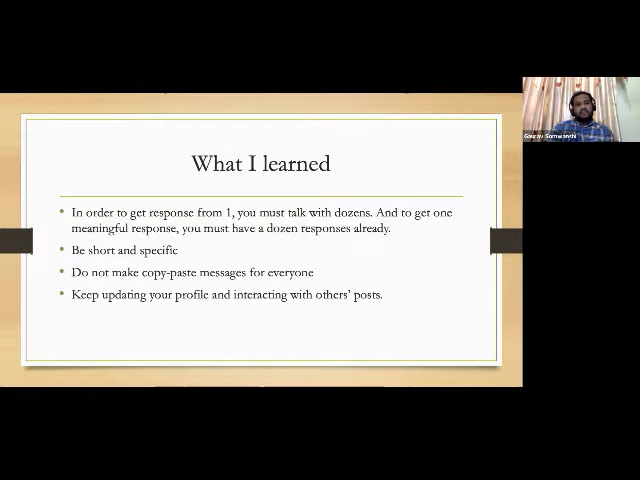 What I learned
• In order to get response from 1, you must talk with dozens. And to get one
meaningful response, you must have a dozen responses already.
• Be short and specific
• Do not make copy-paste messages for everyone
• Keep updating your profile and interacting with others’ posts.
Gaurav Somwanshi